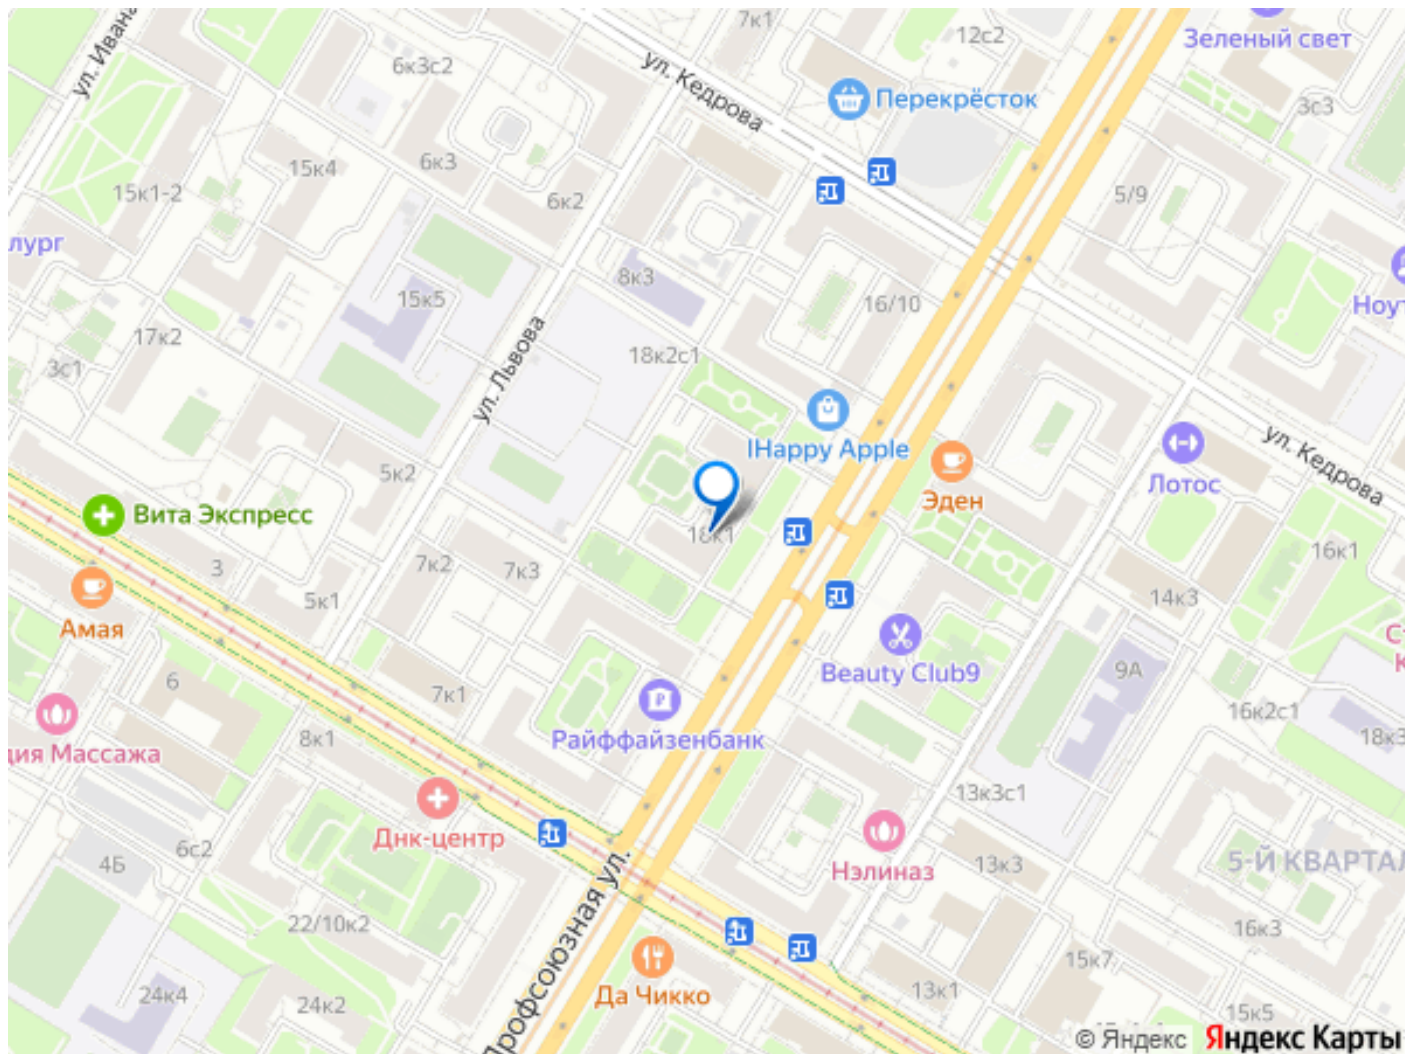 ул. Ивана
7к1
12с2
Зеленый свет
6к3с2
ул. Кедрова
Перекрёсток
3с3
15к4
6к3
15к1-2
6к2
5/9
лург
8к3
15к5
16/10
Ноут
17к2
3с1
ул. Львова
18к2с1
IHappy Apple
ул. Кедрова
5к2
Эден
Лотос
Вита Экспресс
18к1
16к1
3
7к2
7к3
5к1
14к3
Амая
Beauty Club9
9А
6
7к1
16к2с1
8к1
Райффайзенбанк
18к3
дия Массажа
13к3с1
Днк-центр
6с2
4Б
Нэлиназ
13к3
5-Й КВАРТАЛ
22/10к2
16к3
Профсоюзная ул.
15к7
24к4
24к2
Да Чикко
13к1
15к5
© Яндекс Яндекс Карты